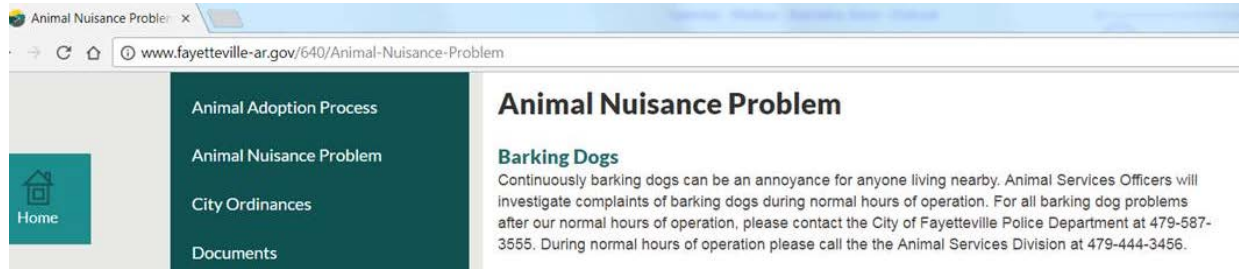 Animal Nuisance Probler
www.fayetteville-ar.gov/640/Animal-Nuisance-Problem
Home
Animal Adoption Process
Animal Nuisance Problem
City Ordinances
Documents
Animal Nuisance Problem
Barking Dogs
Continuously barking dogs can be an annoyance for anyone living nearby. Animal Services Officers will
investigate complaints of barking dogs during normal hours of operation. For all barking dog problems
after our normal hours of operation, please contact the City of Fayetteville Police Department at 479-587-
3555. During normal hours of operation please call the the Animal Services Division at 479-444-3456.